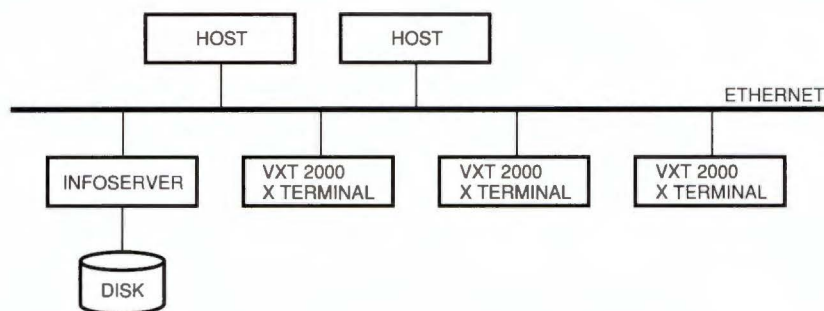 HOST
HOST
ETHERNET
INFOSERVER
VXT 2000
X TERMINAL
VXT 2000
X TERMINAL
VXT 2000
X TERMINAL
DISK